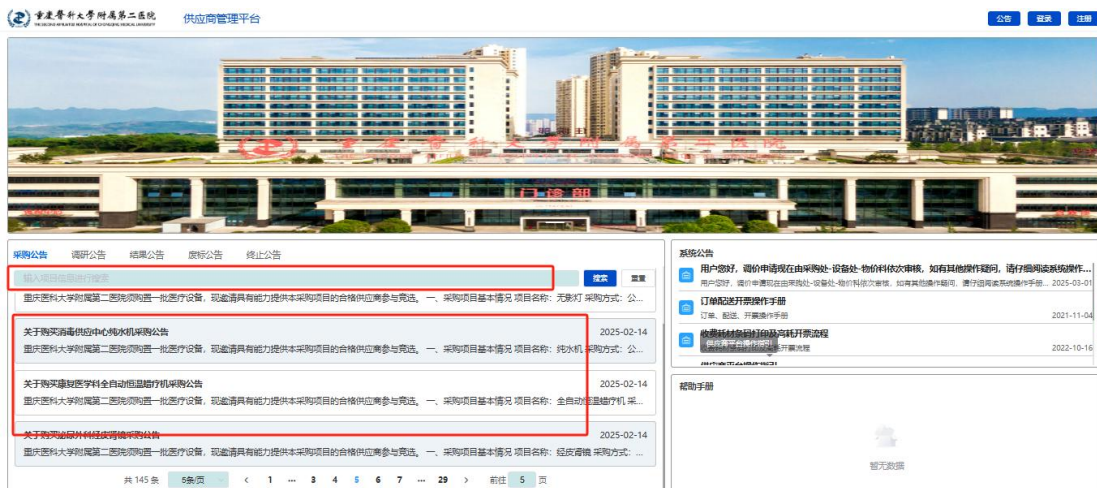 重庆医科大学附属第二医院
THE SECOND AFFILIATED HOSPITAL OF CHONGQING MEDICAL UNIVERSITY
供应商管理平台
公告 登录 注册
重庆医科大学附属第二医院
门诊部
采购公告 调研公告 结果公告 废标公告 终止公告
输入项目信息进行搜索
搜索 重置
重庆医科大学附属第二医院须购置一批医疗设备，现邀请具有能力提供本采购项目的合格供应商参与竞选。 一、采购项目基本情况 项目名称：无影灯 采购方式：公...
关于购买消毒供应中心纯水机采购公告 2025-02-14
重庆医科大学附属第二医院须购置一批医疗设备，现邀请具有能力提供本采购项目的合格供应商参与竞选。 一、采购项目基本情况 项目名称：纯水机 采购方式：公...
关于购买康复医学科全自动恒温蜡疗机采购公告 2025-02-14
重庆医科大学附属第二医院须购置一批医疗设备，现邀请具有能力提供本采购项目的合格供应商参与竞选。 一、采购项目基本情况 项目名称：全自动恒温蜡疗机 采...
关于购买泌尿外科经皮肾镜采购公告 2025-02-14
重庆医科大学附属第二医院须购置一批医疗设备，现邀请具有能力提供本采购项目的合格供应商参与竞选。 一、采购项目基本情况 项目名称：经皮肾镜 采购方式：...
共 145 条 5条/页 < 1 ... 3 4 5 6 7 ... 29 > 前往 5 页
系统公告
用户您好，调价申请现在由采购处-设备处-物价科依次审核，如有其他操作疑问，请仔细阅读系统操作...
用户您好，调价申请现在由采购处-设备处-物价科依次审核，如有其他操作疑问，请仔细阅读系统操作手册... 2025-03-01
订单配送开票操作手册
订单、配送、开票操作手册 2021-11-04
收费耗材条码打印及高耗开票流程
供应商平台操作指引
开票流程 2022-10-16
供应商平台操作指引
帮助手册
暂无数据